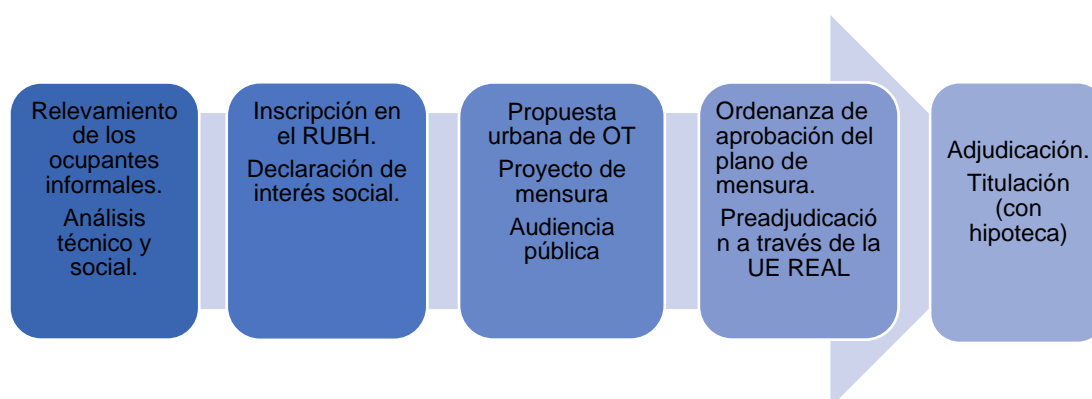 Relevamiento
de los
ocupantes
informales.
Análisis
técnico y
social.
Inscripción en
el RUBH.
Declaración de
interés social.
Propuesta
urbana de OT
Proyecto de
mensura
Audiencia
pública
Ordenanza de
aprobación del
plano de
mensura.
Preadjudicació
n a través de la
UE REAL
Adjudicación.
Titulación
(con
hipoteca)